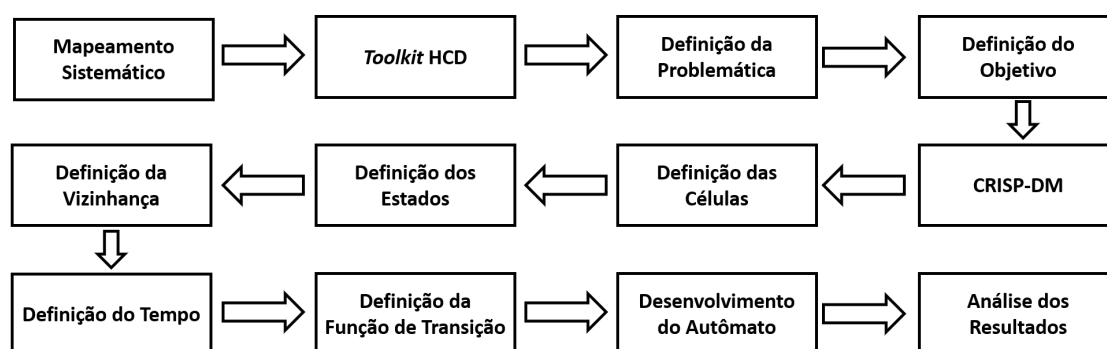 Mapeamento
Sistemático
Toolkit HCD
Definição da
Problemática
Definição do
Objetivo
CRISP-DM
Definição das
Células
Definição dos
Estados
Definição da
Vizinhança
Definição do Tempo
Definição da
Função de Transição
Desenvolvimento
do Autômato
Análise dos
Resultados